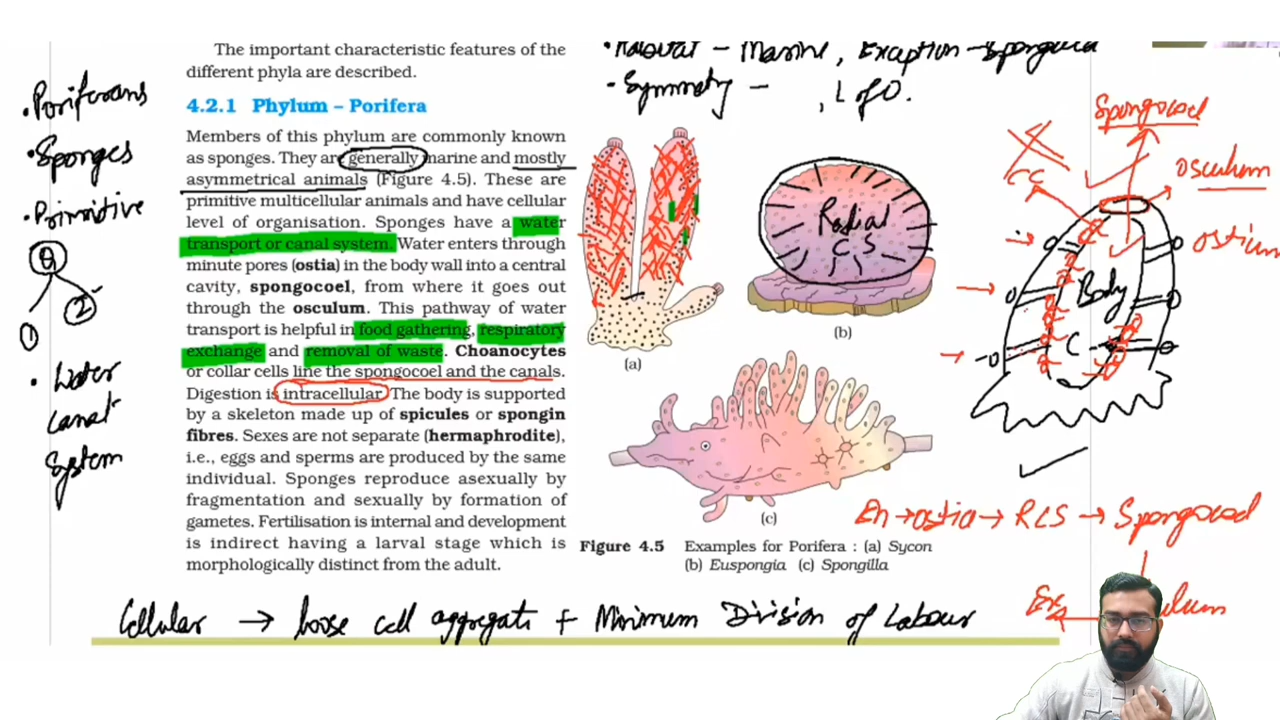 The important characteristic features of the
different phyla are described.
4.2.1 Phylum – Porifera
Members of this phylum are commonly known
as sponges. They are generally marine and mostly
asymmetrical animals (Figure 4.5). These are
primitive multicellular animals and have cellular
level of organisation. Sponges have a water
transport or canal system. Water enters through
minute pores (ostia) in the body wall into a central
cavity, spongocoel, from where it goes out
through the osculum. This pathway of water
transport is helpful in food gathering, respiratory
exchange and removal of waste. Choanocytes
or collar cells line the spongocoel and the canals.
Digestion is intracellular. The body is supported
by a skeleton made up of spicules or spongin
fibres. Sexes are not separate (hermaphrodite),
i.e., eggs and sperms are produced by the same
individual. Sponges reproduce asexually by
fragmentation and sexually by formation of
gametes. Fertilisation is internal and development
is indirect having a larval stage which is
morphologically distinct from the adult.
• Poriferans
• Sponges
• Primitive
①
②
• Water
canal
System
• Habitat – Marine, Exception –
• Symmetry – , L of O.
Radial
CS
(a)
(b)
(c)
Figure 4.5 Examples for Porifera : (a) Sycon
(b) Euspongia (c) Spongilla
Spongocoel
CC
Osculum
Ostium
Body
C
En → ostia → RCS → Spongocoel
Ex ← ulum
Cellular → loose cell aggregate + Minimum Division of Labour